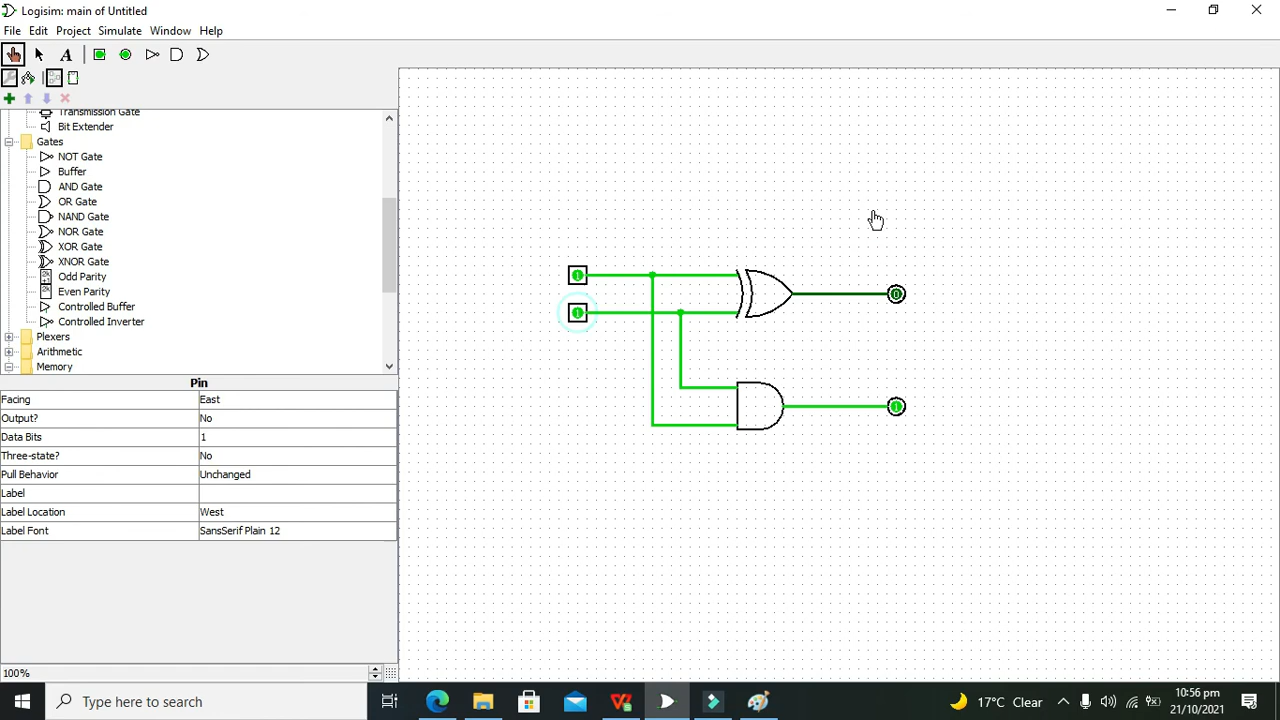 Logisim: main of Untitled
File Edit Project Simulate Window Help
A
Transmission Gate
Bit Extender
Gates
NOT Gate
Buffer
AND Gate
OR Gate
NAND Gate
NOR Gate
XOR Gate
XNOR Gate
Odd Parity
Even Parity
Controlled Buffer
Controlled Inverter
Plexers
Arithmetic
Memory
Pin
Facing East
Output? No
Data Bits 1
Three-state? No
Pull Behavior Unchanged
Label
Label Location West
Label Font SansSerif Plain 12
100%
1
1
0
1
Type here to search
17°C Clear
10:56 pm
21/10/2021